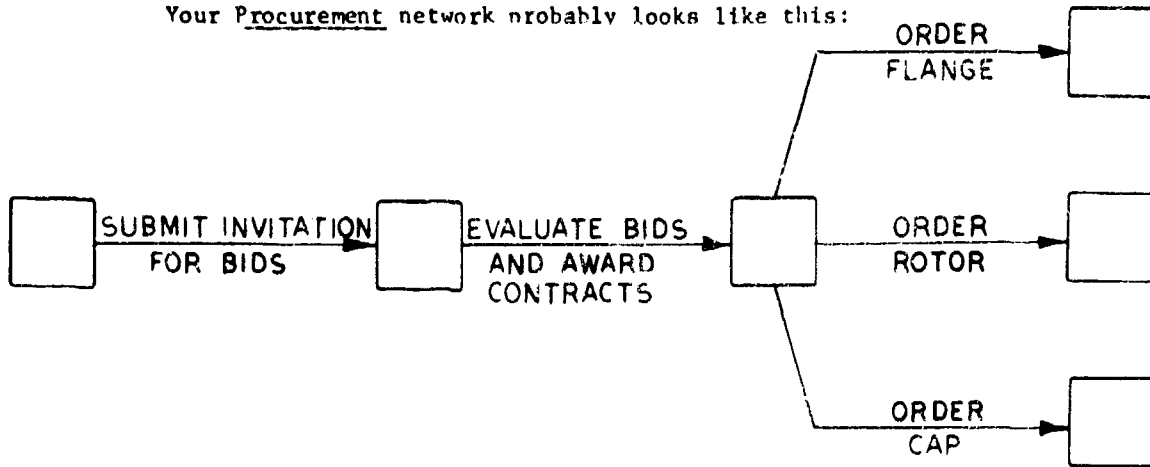 Your Procurement network probably looks like this:
ORDER
FLANGE
SUBMIT INVITATION
FOR BIDS
EVALUATE BIDS
AND AWARD
CONTRACTS
ORDER
ROTOR
ORDER
CAP